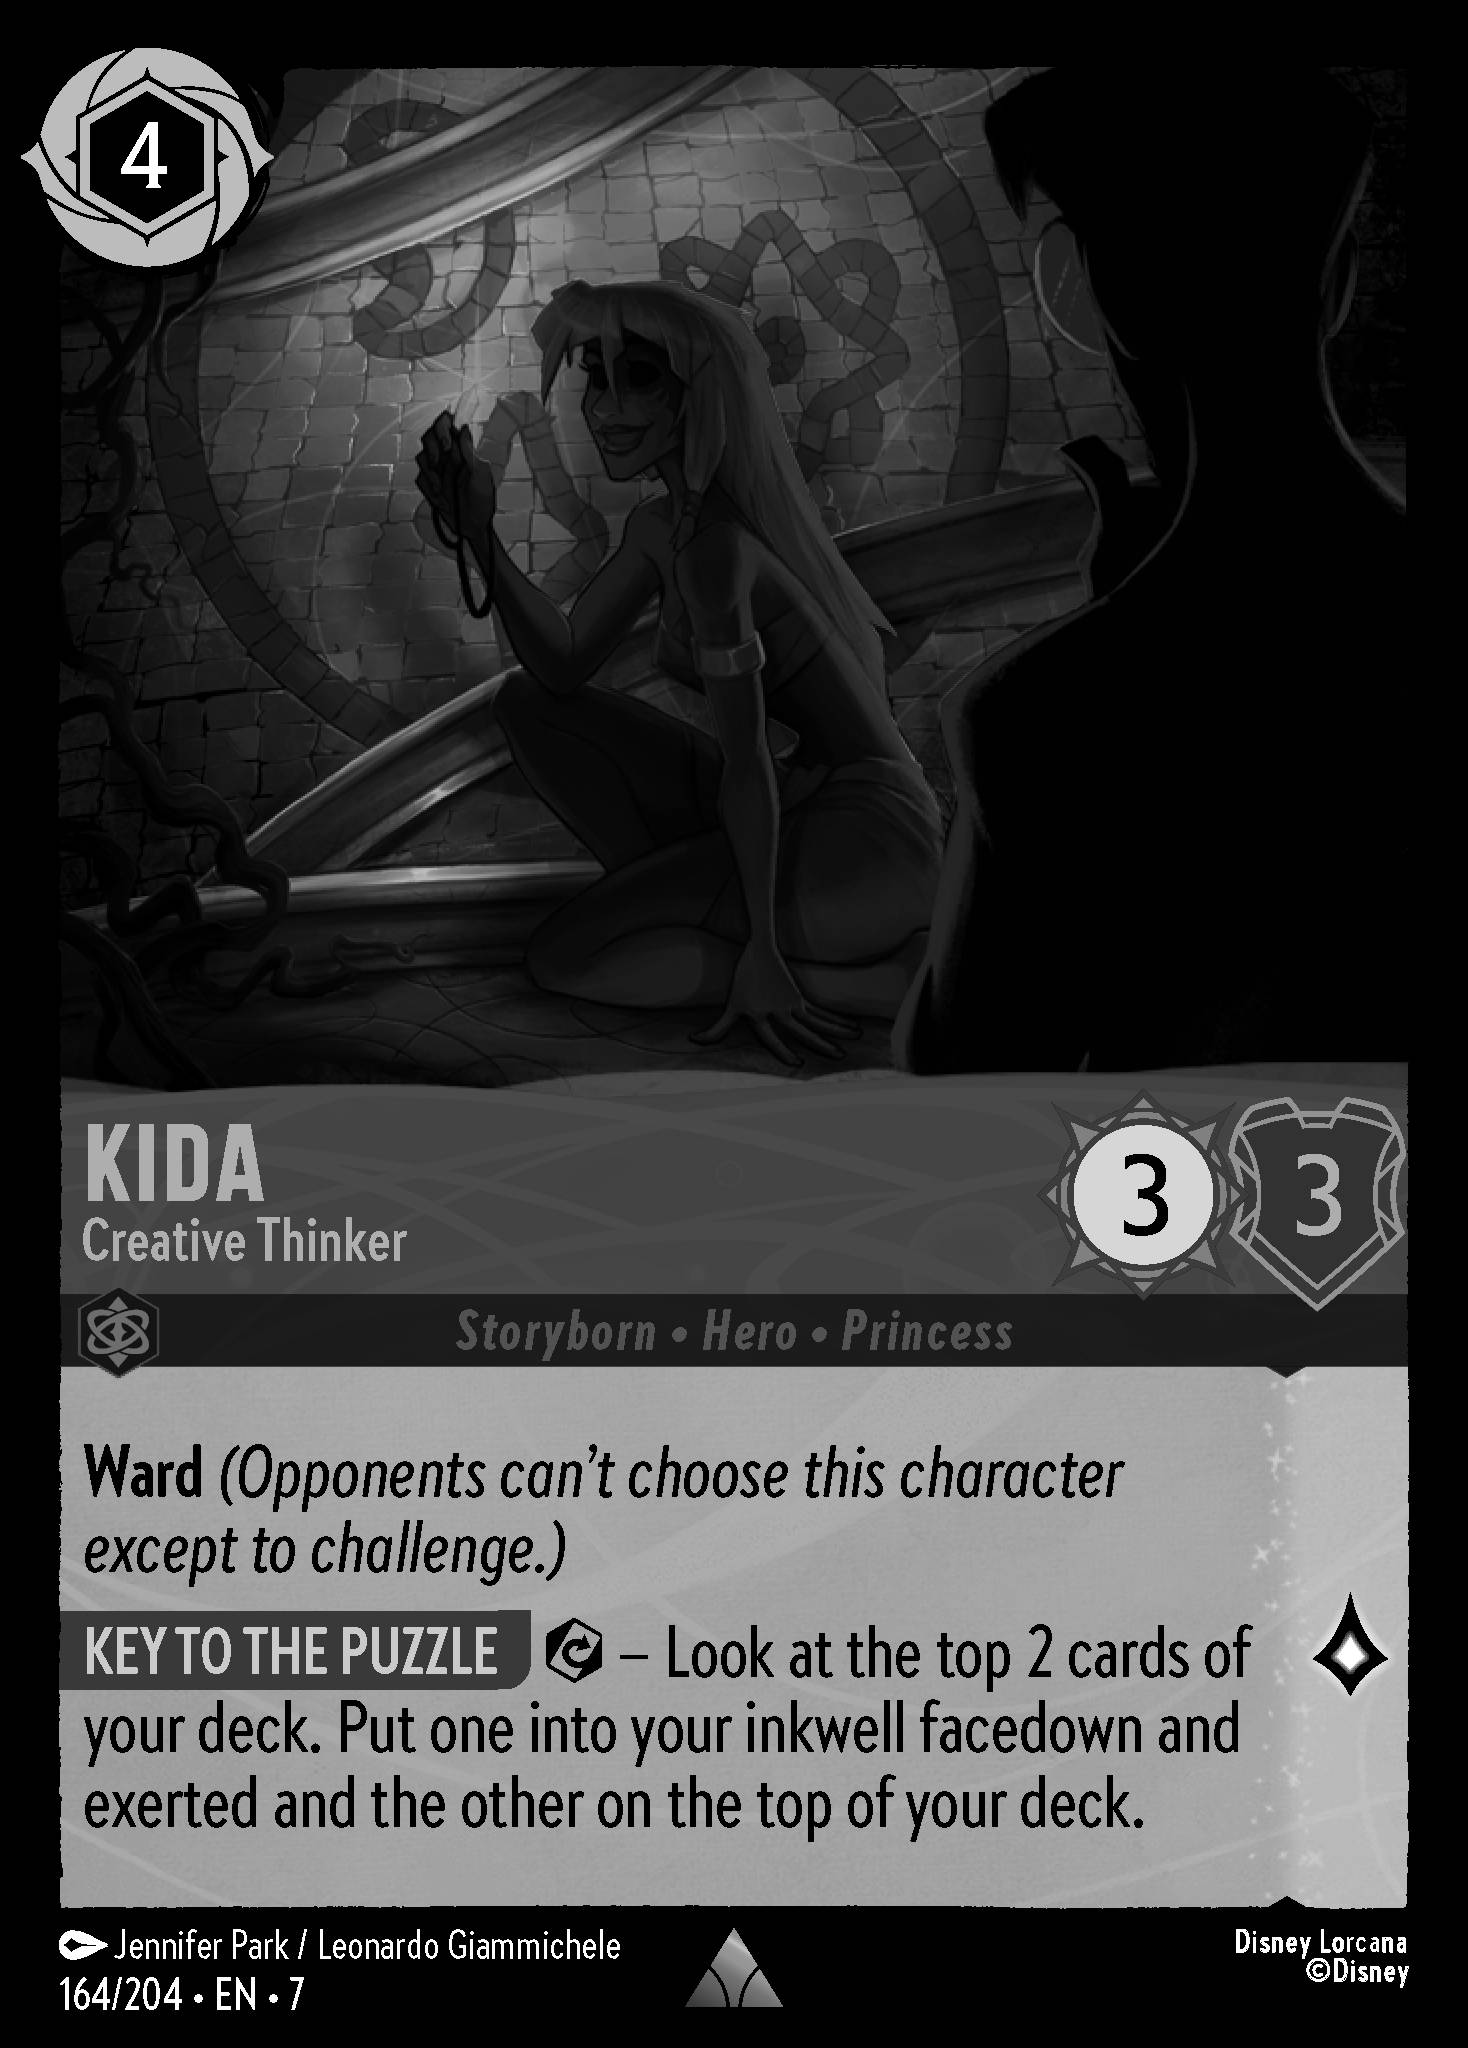 4
KIDA
Creative Thinker
3
3
Storyborn • Hero • Princess
Ward (Opponents can't choose this character
except to challenge.)
KEY TO THE PUZZLE – Look at the top 2 cards of
your deck. Put one into your inkwell facedown and
exerted and the other on the top of your deck.
Jennifer Park / Leonardo Giammichele
164/204 • EN • 7
Disney Lorcana
©Disney